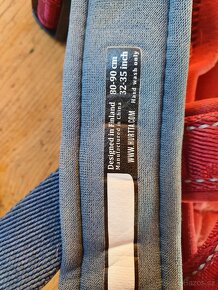 80-90 cm
32-35 inch
Hand wash only
WWW.HURTTA.COM
Designed in Finland
Manufactured in China